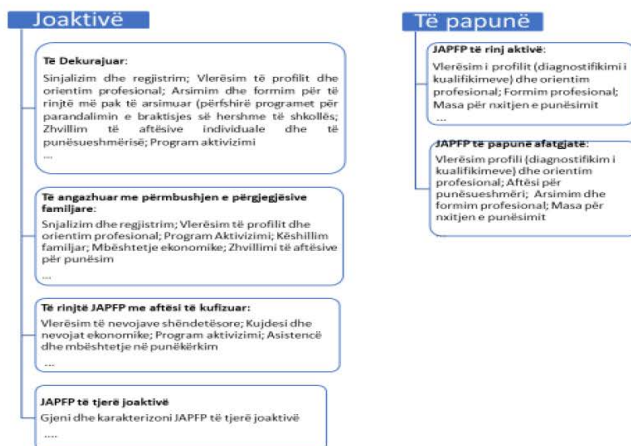 Joaktivë
Të Dekurajuar:
Sinjalizim dhe regjistrim; Vlerësim të profilit dhe
orientim profesional; Arsimim dhe formim për të
rinjtë më pak të arsimuar (përfshirë programet për
parandalimin e braktisjes së hershme të shkollës;
Zhvillim të aftësive individuale dhe të
punësueshmërisë; Program aktivizimi
...
Të angazhuar me përmbushjen e përgjegjësive
familjare:
Snjalizim dhe regjistrim; Vlerësim të profilit dhe
orientim profesional; Program Aktivizimi; Këshillim
familjar; Mbështetje ekonomike; Zhvillimi të aftësive
për punësim
...
Të rinjtë JAPFP me aftësi të kufizuar:
Vlerësim të nevojave shëndetësore; Kujdesi dhe
nevojat ekonomike; Program aktivizimi; Asistencë
dhe mbështetje në punëkërkim
...
JAPFP të tjerë joaktivë
Gjeni dhe karakterizoni JAPFP të tjerë joaktivë
....
Të papunë
JAPFP të rinj aktivë:
Vlerësim i profilit (diagnostifikimi i
kualifikimeve) dhe orientim
profesional; Formim profesional;
Masa për nxitjen e punësimit
...
JAPFP të papunë afatgjatë:
Vlerësim profili (diagnostifikim i
kualifikimeve) dhe orientim
profesional; Aftësi për
punësueshmëri; Arsimim dhe
formim profesional; Masa për
nxitjen e punësimit